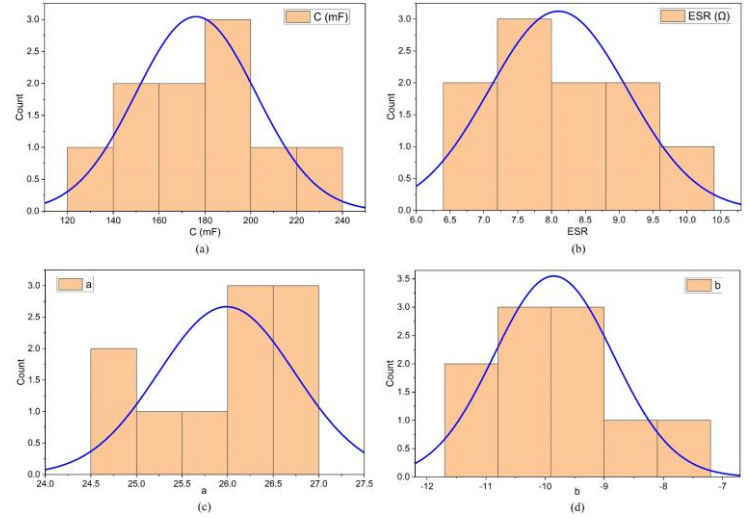 3.0
2.5
2.0
1.5
1.0
0.5
0.0
Count
C (mF)
120 140 160 180 200 220 240
C (mF)
(a)
3.0
2.5
2.0
1.5
1.0
0.5
0.0
Count
ESR (Ω)
6.0 6.5 7.0 7.5 8.0 8.5 9.0 9.5 10.0 10.5
ESR
(b)
3.0
2.5
2.0
1.5
1.0
0.5
0.0
Count
a
24.0 24.5 25.0 25.5 26.0 26.5 27.0 27.5
a
(c)
3.5
3.0
2.5
2.0
1.5
1.0
0.5
0.0
Count
b
-12 -11 -10 -9 -8 -7
b
(d)